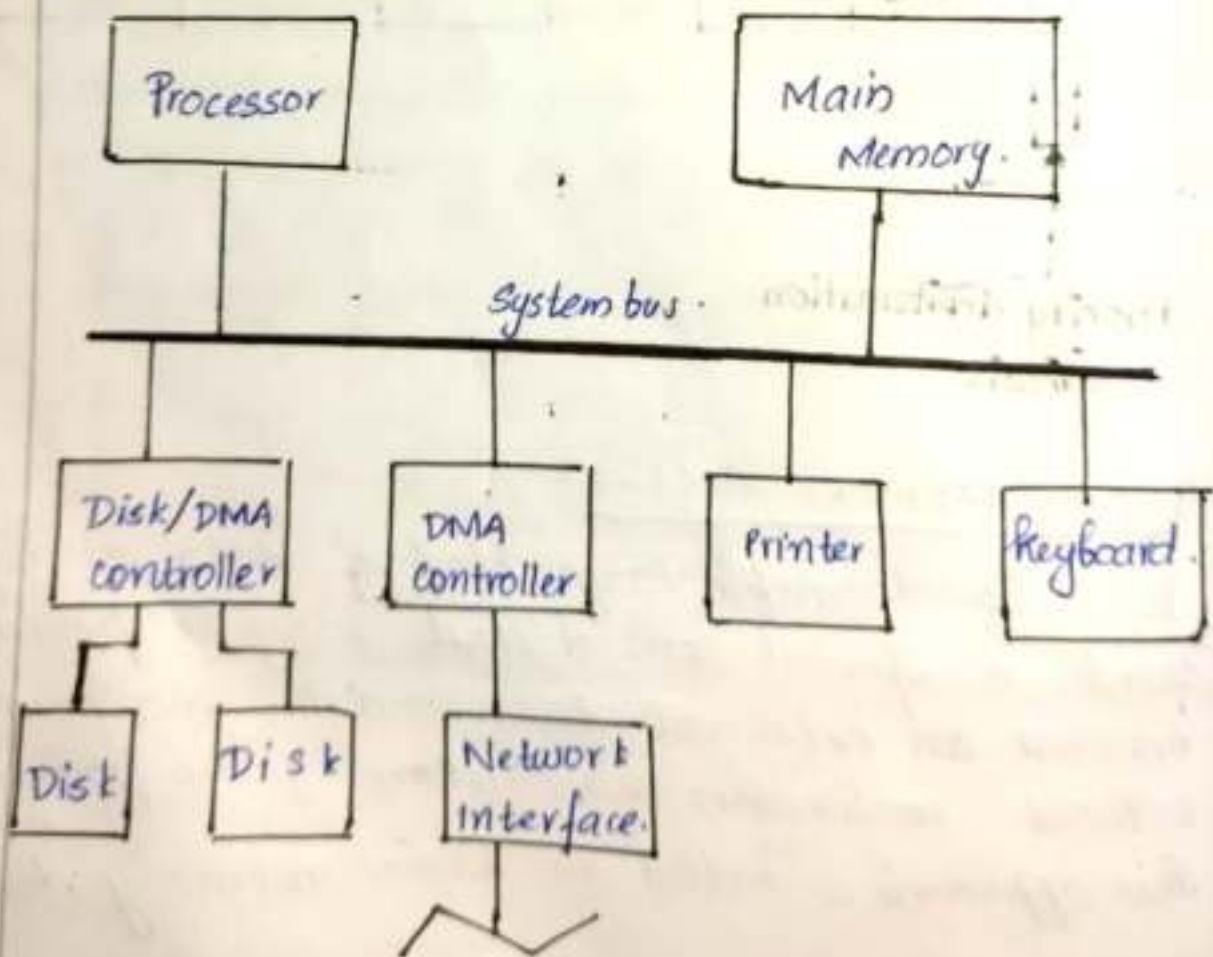 Processor
Main
Memory.
System bus.
Disk/DMA
controller
DMA
controller
Printer
keyboard.
Disk
Disk
Network
Interface.